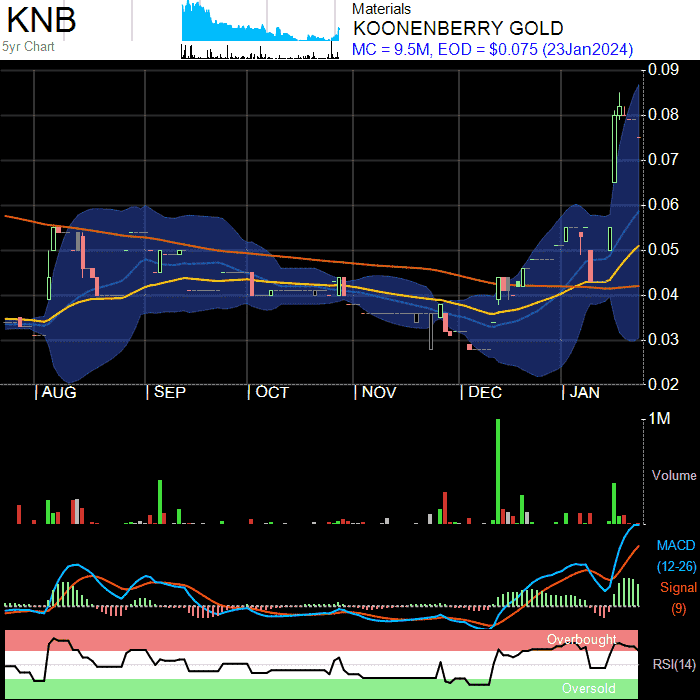 KNB
5yr Chart
Materials
KOONENBERRY GOLD
MC = 9.5M, EOD = $0.075 (23Jan2024)
0.09
0.08
0.07
0.06
0.05
0.04
0.03
0.02
AUG SEP OCT NOV DEC JAN
1M
Volume
MACD
(12-26)
Signal
(9)
Overbought
RSI(14)
Oversold